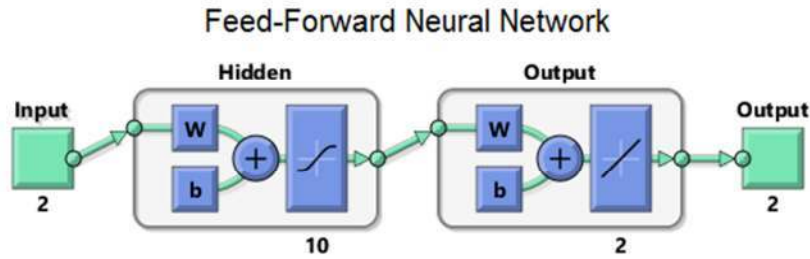 Feed-Forward Neural Network
Hidden Output
Input Output
W W
+ +
b b
2 2
10 2